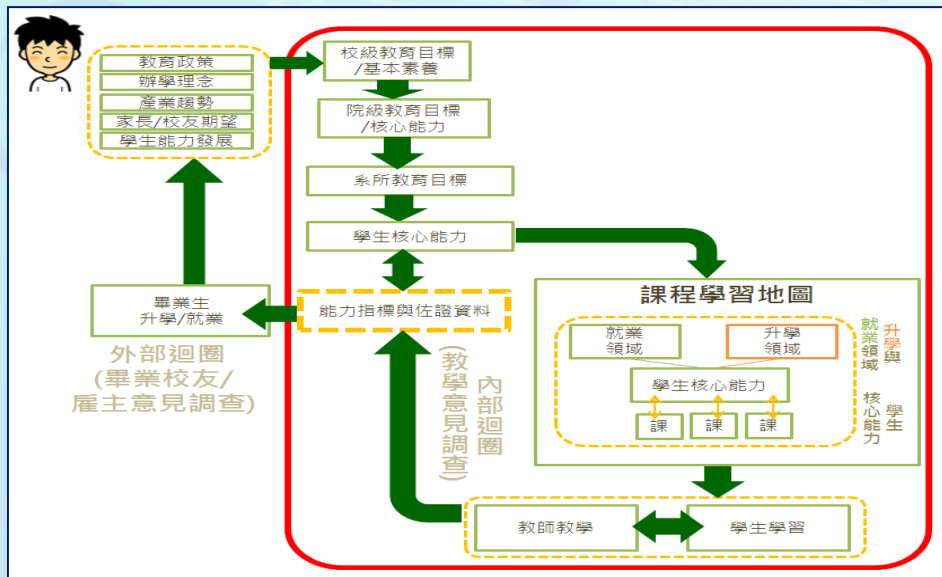 教育政策
辦學理念
產業趨勢
家長/校友期望
學生能力發展
校級教育目標
/基本素養
院級教育目標
/核心能力
系所教育目標
學生核心能力
能力指標與佐證資料
畢業生
升學/就業
外部迴圈
(畢業校友/
雇主意見調查)
內部迴圈
(教學意見調查)
課程學習地圖
就業
領域
升學
領域
學生核心能力
課
課
課
升學與
就業領域
學生
核心能力
教師教學
學生學習